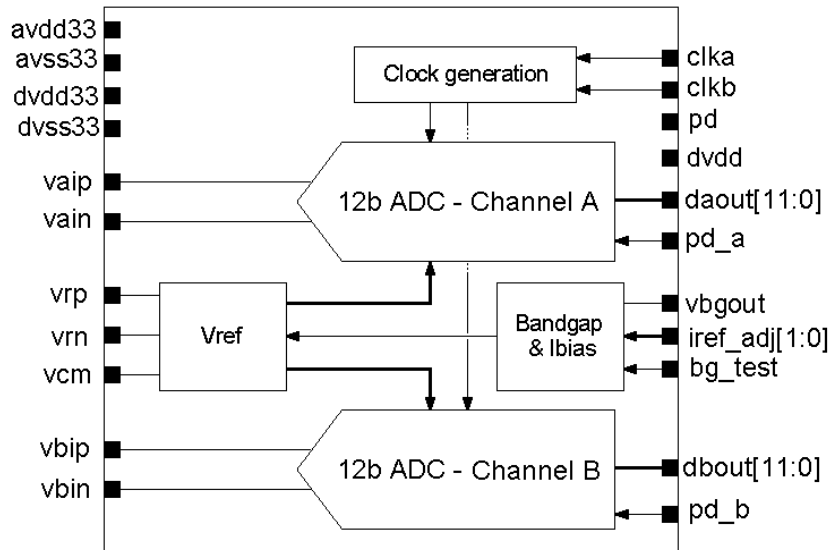 avdd33
avss33
dvdd33
dvss33
vaip
vain
vrp
vrn
vcm
vbip
vbin
Clock generation
12b ADC - Channel A
Vref
Bandgap
& Ibias
12b ADC - Channel B
clka
clkb
pd
dvdd
daout[11:0]
pd_a
vbgout
iref_adj[1:0]
bg_test
dbout[11:0]
pd_b